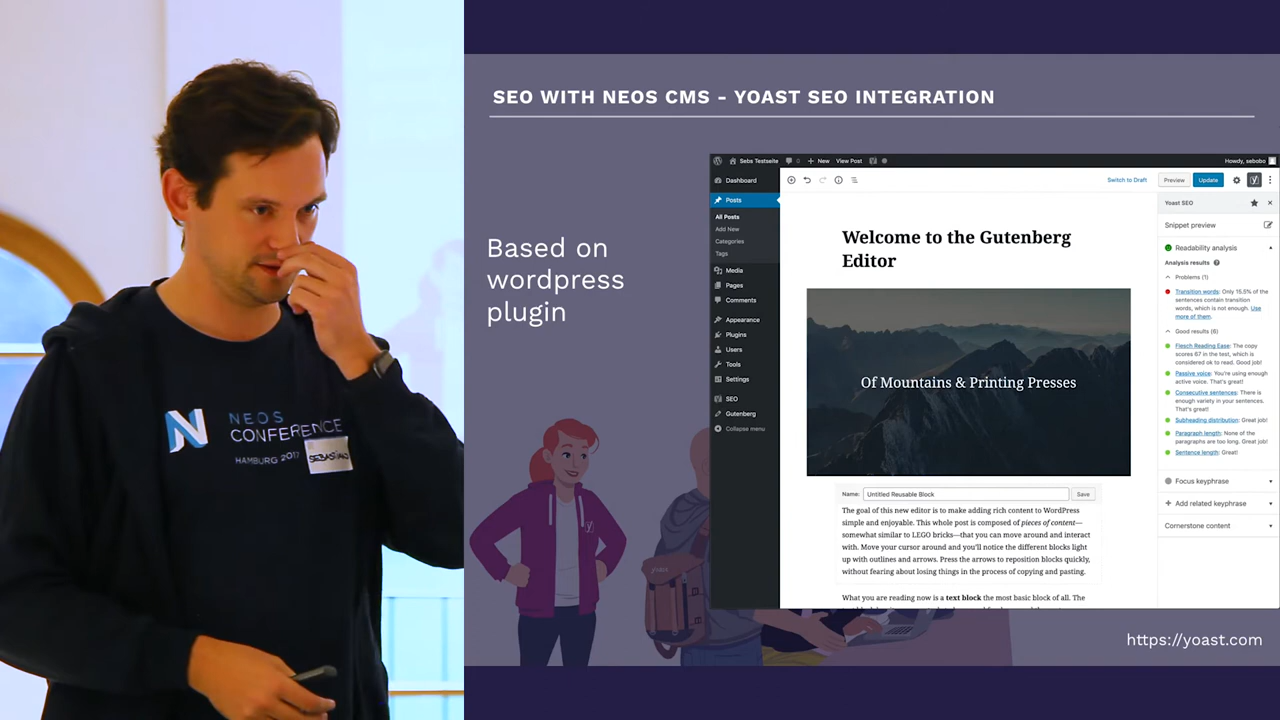 NEOS
CONFERENCE
HAMBURG 2017
SEBASTIAN
SEO WITH NEOS CMS - YOAST SEO INTEGRATION
Based on
wordpress
plugin
Sebs Testseite
0
New
View Post
Howdy, sebobo
Dashboard
Posts
All Posts
Add New
Categories
Tags
Media
Pages
Comments
Appearance
Plugins
Users
Tools
Settings
SEO
Gutenberg
Collapse menu
Switch to Draft
Preview
Update
Welcome to the Gutenberg
Editor
Of Mountains & Printing Presses
Name:
Untitled Reusable Block
Save
The goal of this new editor is to make adding rich content to WordPress
simple and enjoyable. This whole post is composed of pieces of content—
somewhat similar to LEGO bricks—that you can move around and interact
with. Move your cursor around and you'll notice the different blocks light
up with outlines and arrows. Press the arrows to reposition blocks quickly,
without fearing about losing things in the process of copying and pasting.
What you are reading now is a text block the most basic block of all. The
Yoast SEO
Snippet preview
Readability analysis
Analysis results
Problems (1)
Transition words: Only 15.5% of the
sentences contain transition
words, which is not enough. Use
more of them.
Good results (6)
Flesch Reading Ease: The copy
scores 67 in the test, which is
considered ok to read. Good job!
Passive voice: You're using enough
active voice. That's great!
Consecutive sentences: There is
enough variety in your sentences.
That's great!
Subheading distribution: Great job!
Paragraph length: None of the
paragraphs are too long. Great job!
Sentence length: Great!
Focus keyphrase
Add related keyphrase
Cornerstone content
yoast
https://yoast.com